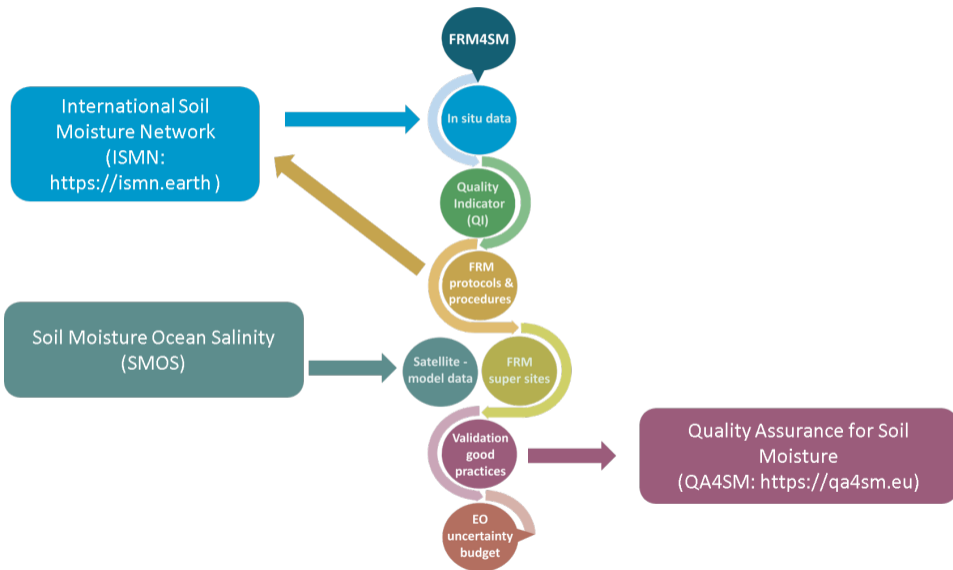 FRM4SM
International Soil
Moisture Network
(ISMN:
https://ismn.earth )
In situ data
Quality
Indicator
(QI)
FRM
protocols &
procedures
Soil Moisture Ocean Salinity
(SMOS)
Satellite -
model data
FRM
super sites
Validation
good
practices
Quality Assurance for Soil
Moisture
(QA4SM: https://qa4sm.eu)
EO
uncertainty
budget